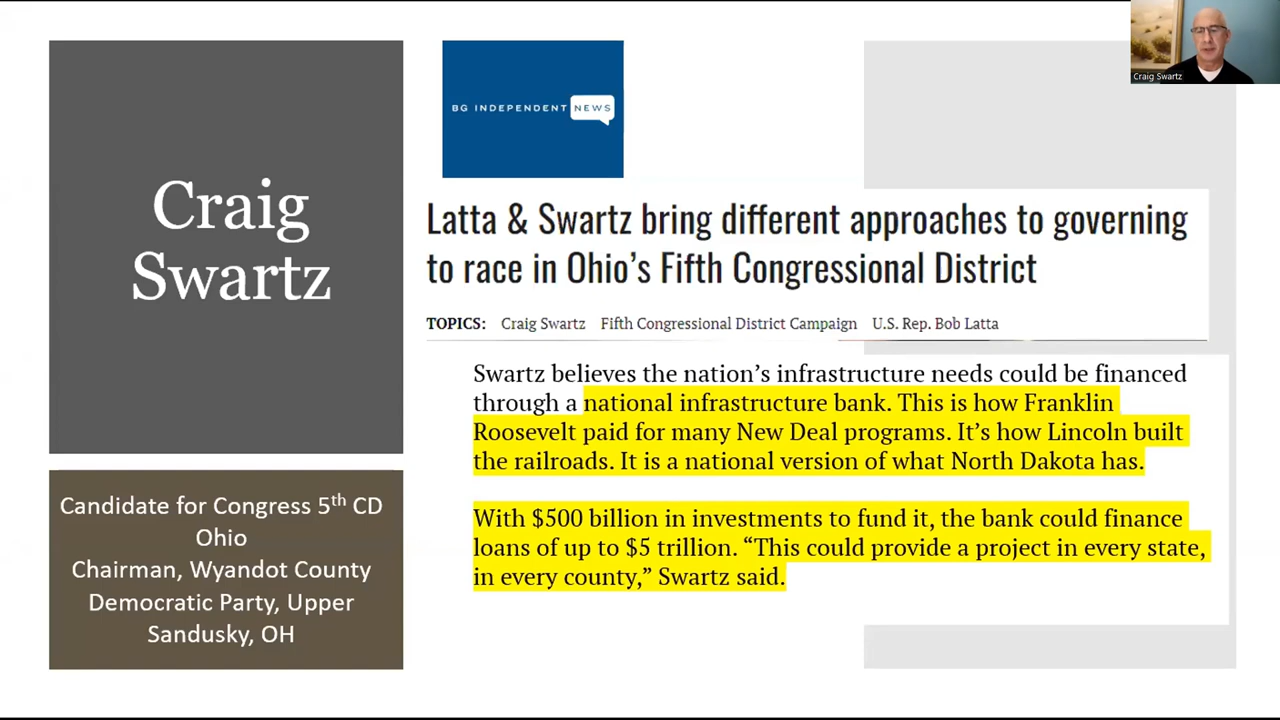 Craig
Swartz
Candidate for Congress 5th CD
Ohio
Chairman, Wyandot County
Democratic Party, Upper
Sandusky, OH
BG INDEPENDENT NEWS
Latta & Swartz bring different approaches to governing
to race in Ohio’s Fifth Congressional District
TOPICS: Craig Swartz Fifth Congressional District Campaign U.S. Rep. Bob Latta
Swartz believes the nation’s infrastructure needs could be financed
through a national infrastructure bank. This is how Franklin
Roosevelt paid for many New Deal programs. It’s how Lincoln built
the railroads. It is a national version of what North Dakota has.
With $500 billion in investments to fund it, the bank could finance
loans of up to $5 trillion. “This could provide a project in every state,
in every county,” Swartz said.
Craig Swartz